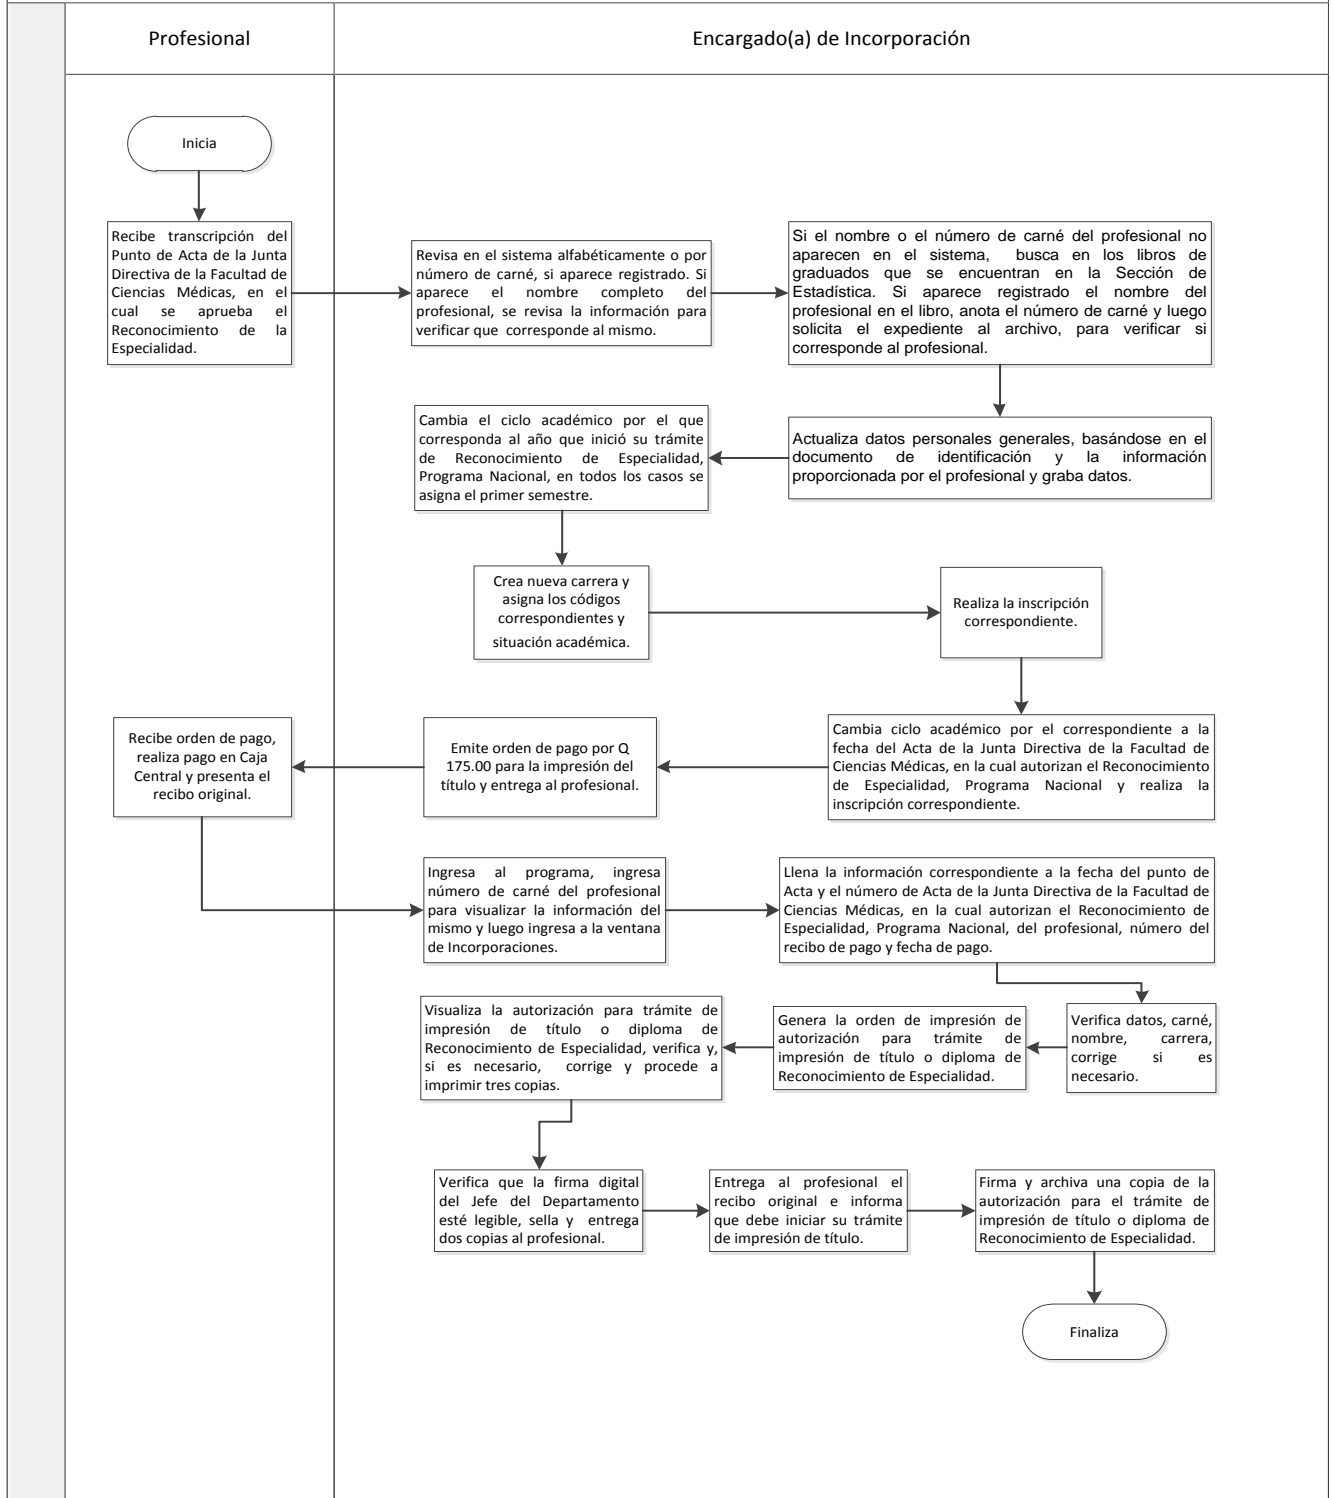 Profesional
Encargado(a) de Incorporación
Inicia
Recibe transcripción del
Punto de Acta de la Junta
Directiva de la Facultad de
Ciencias Médicas, en el
cual se aprueba el
Reconocimiento de la
Especialidad.
Revisa en el sistema alfabéticamente o por
número de carné, si aparece registrado. Si
aparece el nombre completo del
profesional, se revisa la información para
verificar que corresponde al mismo.
Si el nombre o el número de carné del profesional no
aparecen en el sistema, busca en los libros de
graduados que se encuentran en la Sección de
Estadística. Si aparece registrado el nombre del
profesional en el libro, anota el número de carné y luego
solicita el expediente al archivo, para verificar si
corresponde al profesional.
Actualiza datos personales generales, basándose en el
documento de identificación y la información
proporcionada por el profesional y graba datos.
Cambia el ciclo académico por el que
corresponda al año que inició su trámite
de Reconocimiento de Especialidad,
Programa Nacional, en todos los casos se
asigna el primer semestre.
Crea nueva carrera y
asigna los códigos
correspondientes y
situación académica.
Realiza la inscripción
correspondiente.
Cambia ciclo académico por el correspondiente a la
fecha del Acta de la Junta Directiva de la Facultad de
Ciencias Médicas, en la cual autorizan el Reconocimiento
de Especialidad, Programa Nacional y realiza la
inscripción correspondiente.
Emite orden de pago por Q
175.00 para la impresión del
título y entrega al profesional.
Recibe orden de pago,
realiza pago en Caja
Central y presenta el
recibo original.
Ingresa al programa, ingresa
número de carné del profesional
para visualizar la información del
mismo y luego ingresa a la ventana
de Incorporaciones.
Llena la información correspondiente a la fecha del punto de
Acta y el número de Acta de la Junta Directiva de la Facultad de
Ciencias Médicas, en la cual autorizan el Reconocimiento de
Especialidad, Programa Nacional, del profesional, número del
recibo de pago y fecha de pago.
Verifica datos, carné,
nombre, carrera,
corrige si es
necesario.
Genera la orden de impresión de
autorización para trámite de
impresión de título o diploma de
Reconocimiento de Especialidad.
Visualiza la autorización para trámite de
impresión de título o diploma de
Reconocimiento de Especialidad, verifica y,
si es necesario, corrige y procede a
imprimir tres copias.
Verifica que la firma digital
del Jefe del Departamento
esté legible, sella y entrega
dos copias al profesional.
Entrega al profesional el
recibo original e informa
que debe iniciar su trámite
de impresión de título.
Firma y archiva una copia de la
autorización para el trámite de
impresión de título o diploma de
Reconocimiento de Especialidad.
Finaliza